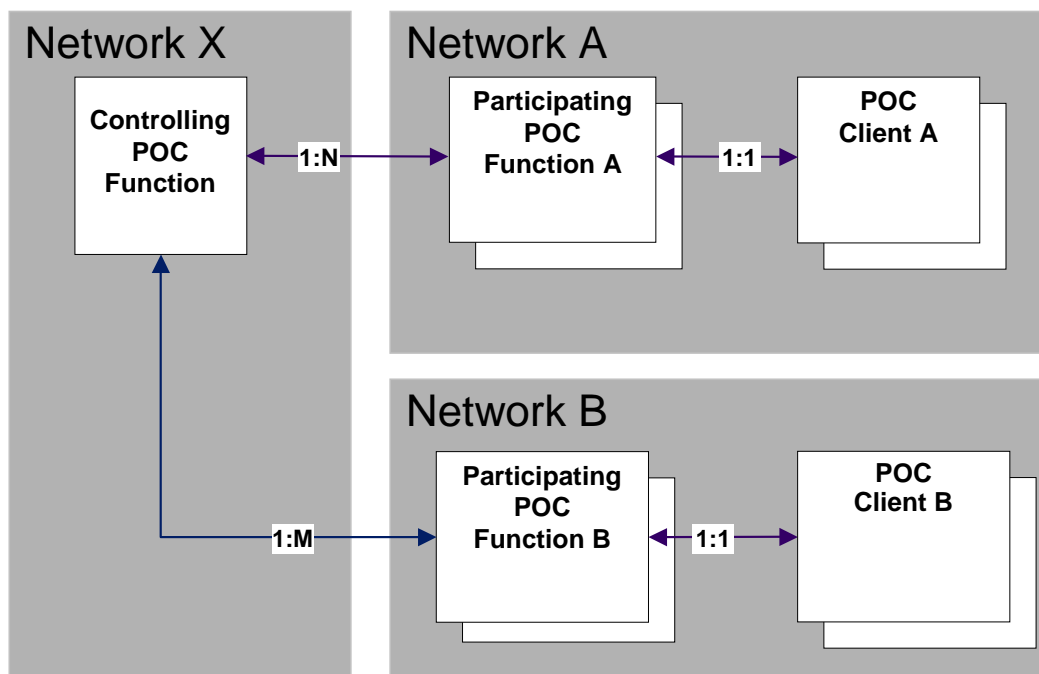 Network X
Controlling
POC
Function
1:N
1:M
Network A
Participating
POC
Function A
1:1
POC
Client A
Network B
Participating
POC
Function B
1:1
POC
Client B